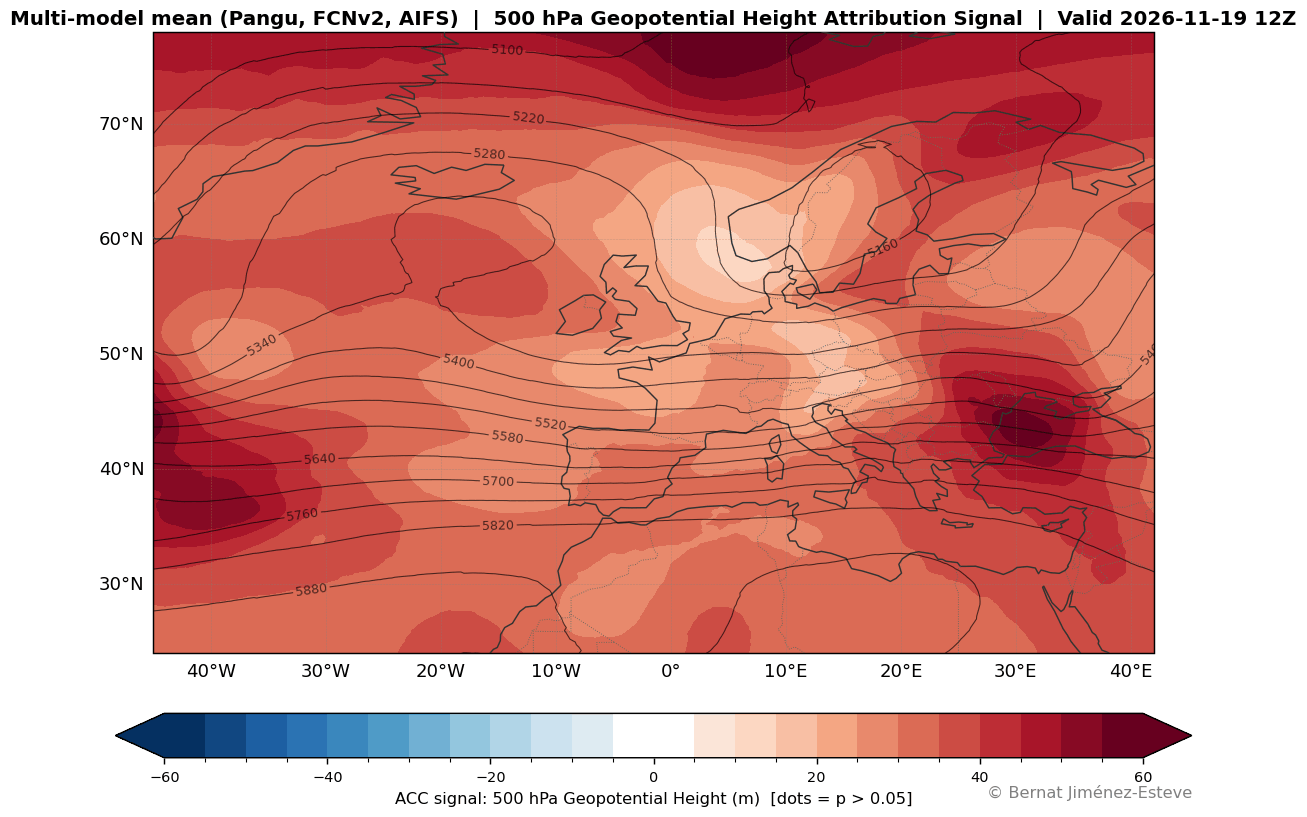 Multi-model mean (Pangu, FCNv2, AIFS)  |  500 hPa Geopotential Height Attribution Signal  |  Valid 2026-11-19 12Z
5100
70°N
5220
5280
60°N
5160
5340
50°N
5400
5520
5580
40°N
5640
5700
5760
5820
30°N
5880
40°W 30°W 20°W 10°W 0° 10°E 20°E 30°E 40°E
−60 −40 −20 0 20 40 60
ACC signal: 500 hPa Geopotential Height (m)  [dots = p > 0.05]
© Bernat Jiménez-Esteve